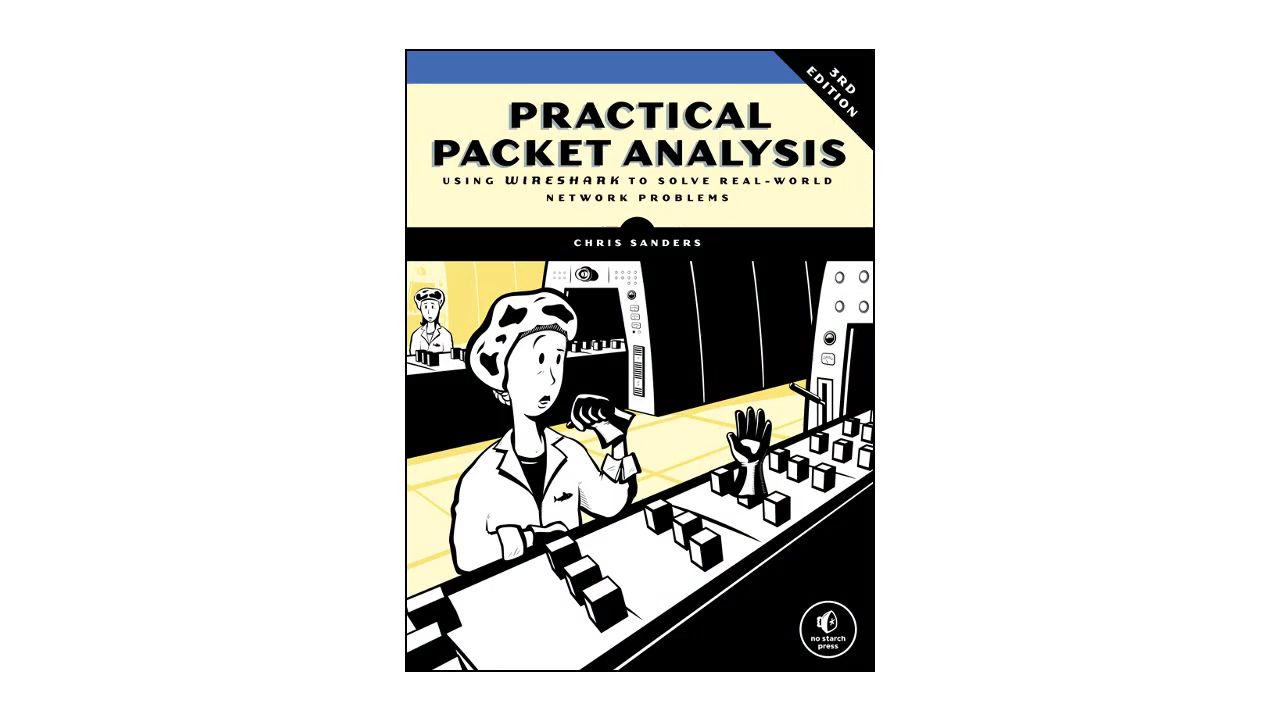 3RD
EDITION
PRACTICAL
PACKET ANALYSIS
USING WIRESHARK TO SOLVE REAL-WORLD
NETWORK PROBLEMS
CHRIS SANDERS
no starch
press